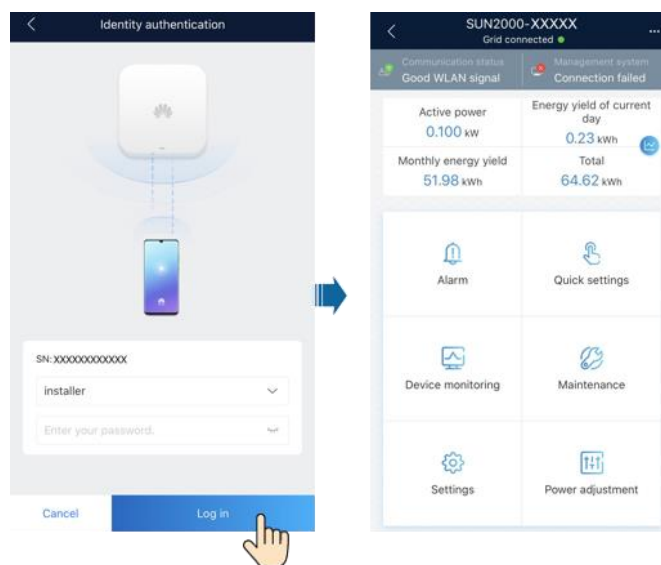 Identity authentication
SN: XXXXXXXXXXXX
installer
Enter your password.
Cancel
Log in
SUN2000-XXXXX
Grid connected
Communication status
Good WLAN signal
Management system
Connection failed
Active power
0.100 kW
Energy yield of current
day
0.23 kWh
Monthly energy yield
51.98 kWh
Total
64.62 kWh
Alarm
Quick settings
Device monitoring
Maintenance
Settings
Power adjustment